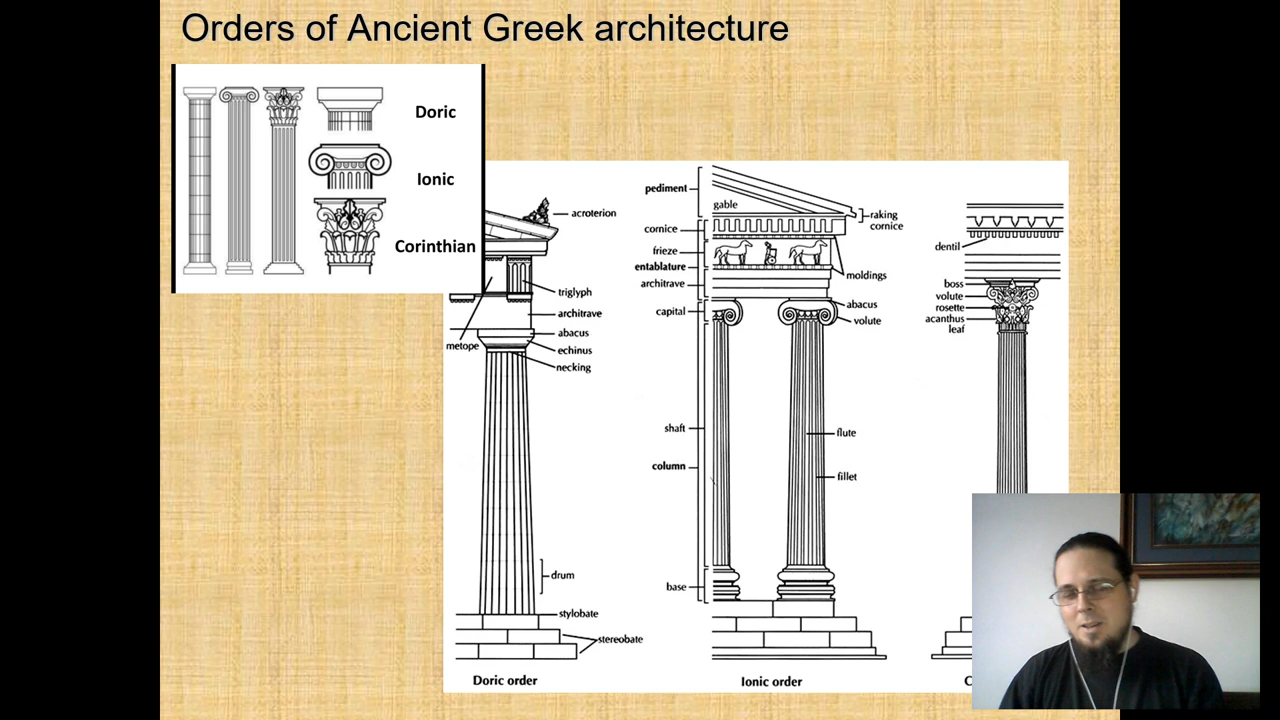 Orders of Ancient Greek architecture
Doric
Ionic
Corinthian
acroterion
triglyph
architrave
abacus
metope
echinus
necking
drum
stylobate
stereobate
Doric order
pediment
gable
raking
cornice
cornice
frieze
entablature
moldings
architrave
capital
abacus
volute
shaft
flute
column
fillet
base
Ionic order
dentil
boss
volute
rosette
acanthus
leaf
C